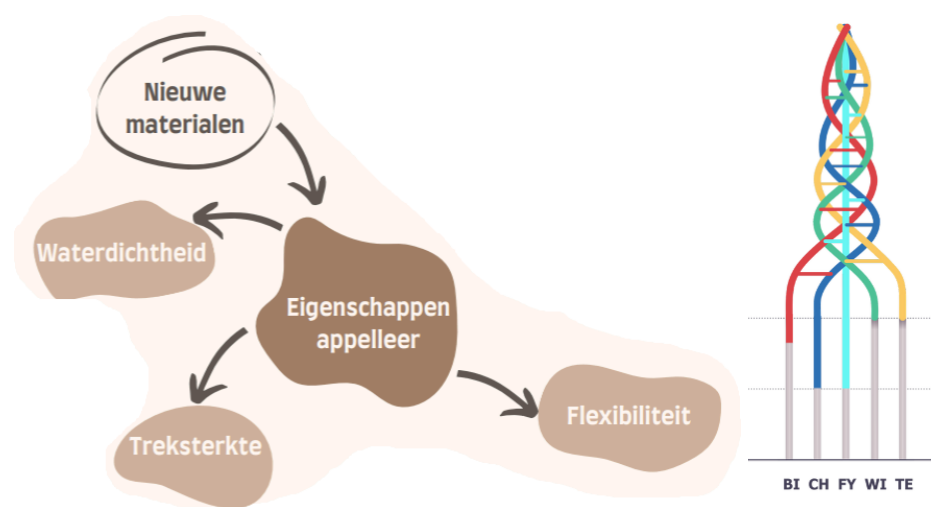 Nieuwe
materialen
Waterdichtheid
Eigenschappen
appelleer
Treksterkte
Flexibiliteit
BI CH FY WI TE